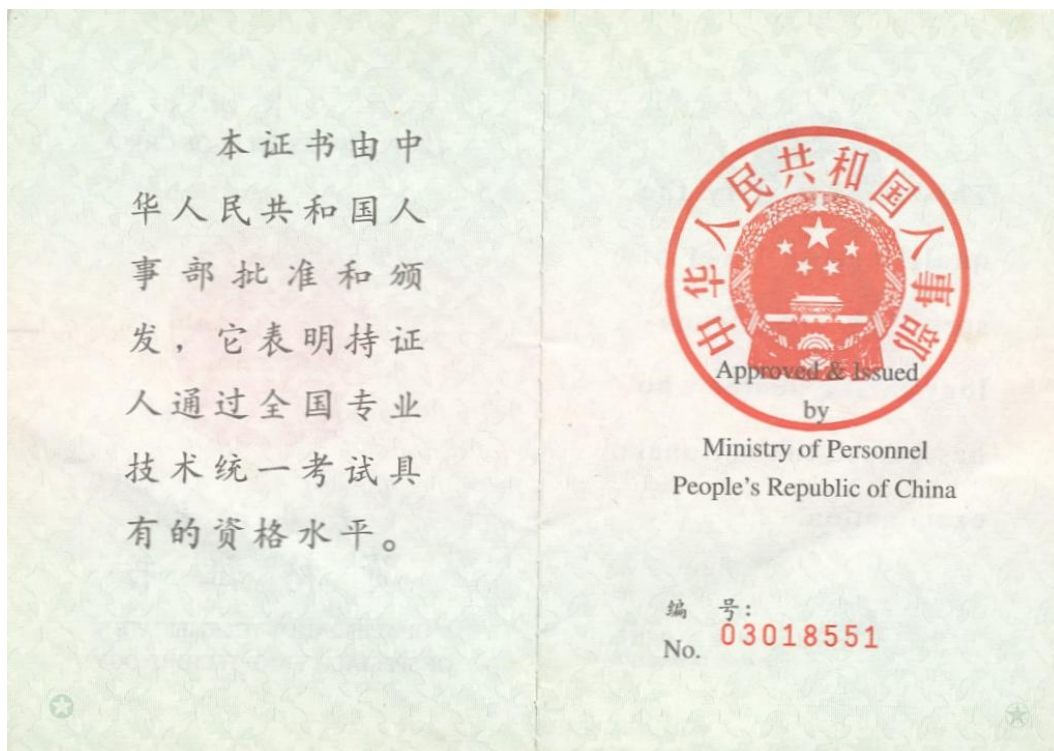 本证书由中
华人民共和国人
事部批准和颁
发，它表明持证
人通过全国专业
技术统一考试具
有的资格水平。
中华人民共和国人事部
Approved & Issued
by
Ministry of Personnel
People's Republic of China
编 号:
No. 03018551